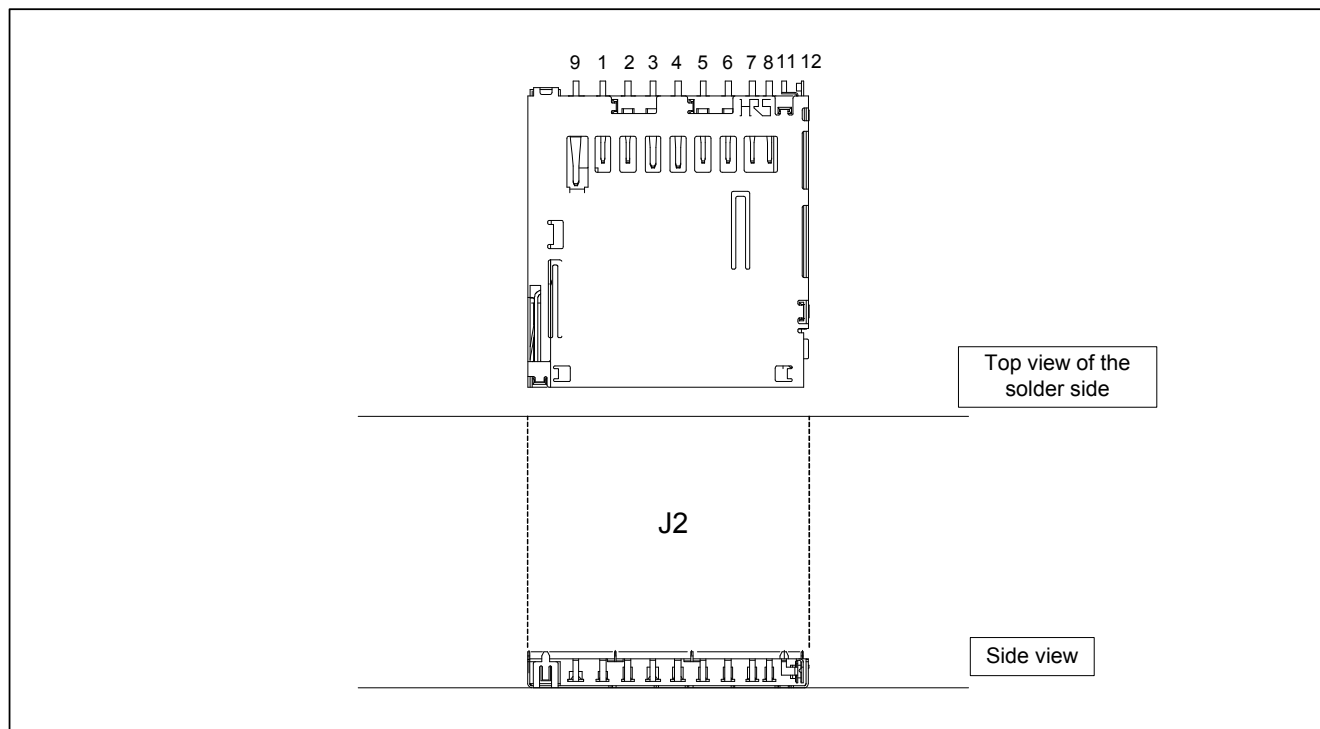 9 1 2 3 4 5 6 7 8 11 12
HRS
Top view of the
solder side
J2
Side view